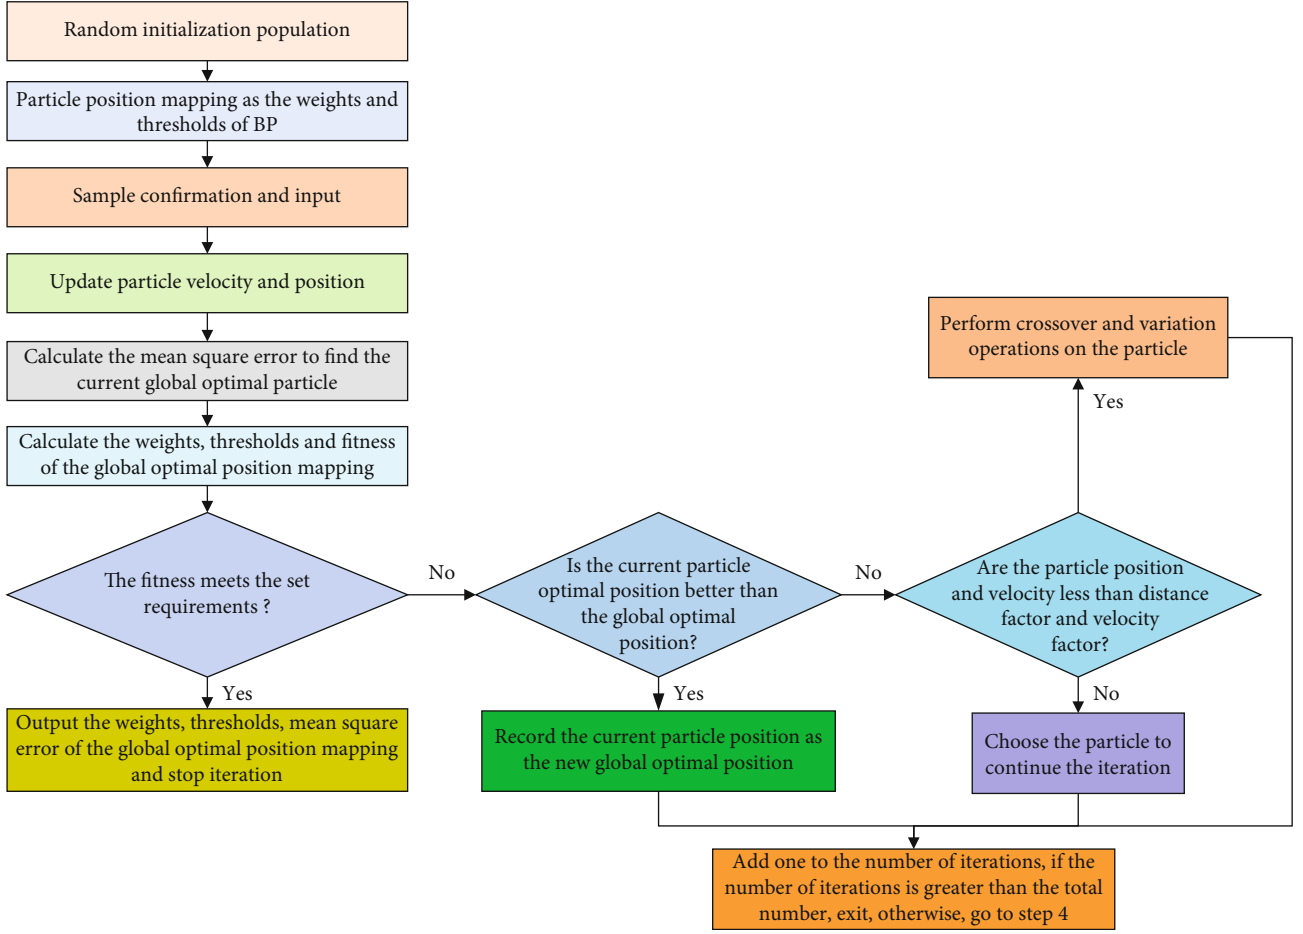 Random initialization population
Particle position mapping as the weights and
thresholds of BP
Sample confirmation and input
Update particle velocity and position
Calculate the mean square error to find the
current global optimal particle
Calculate the weights, thresholds and fitness
of the global optimal position mapping
The fitness meets the set
requirements ?
No
Yes
Output the weights, thresholds, mean square
error of the global optimal position mapping
and stop iteration
Is the current particle
optimal position better than
the global optimal
position?
No
Yes
Record the current particle position as
the new global optimal position
Are the particle position
and velocity less than distance
factor and velocity
factor?
Yes
Perform crossover and variation
operations on the particle
No
Choose the particle to
continue the iteration
Add one to the number of iterations, if the
number of iterations is greater than the total
number, exit, otherwise, go to step 4